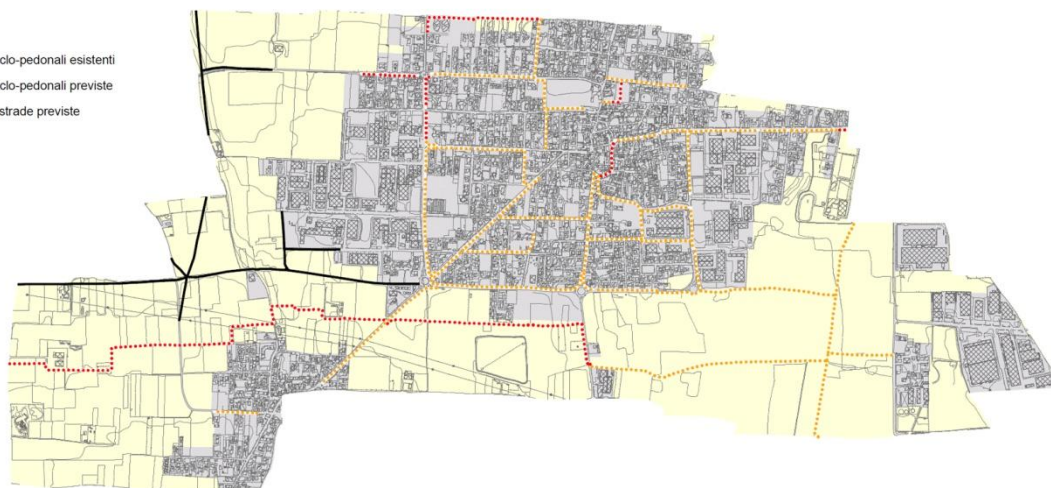 clo-pedonali esistenti
clo-pedonali previste
strade previste